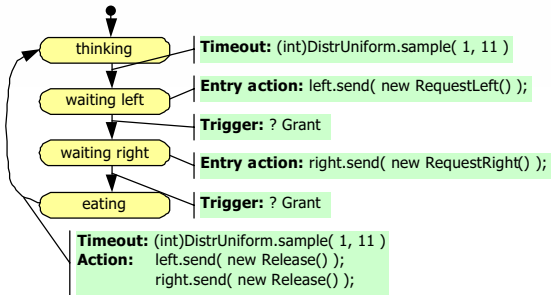 thinking
Timeout: (int)DistrUniform.sample( 1, 11 )
Entry action: left.send( new RequestLeft() );
waiting left
Trigger: ? Grant
waiting right
Entry action: right.send( new RequestRight() );
eating
Trigger: ? Grant
Timeout: (int)DistrUniform.sample( 1, 11 )
Action: left.send( new Release() );
right.send( new Release() );